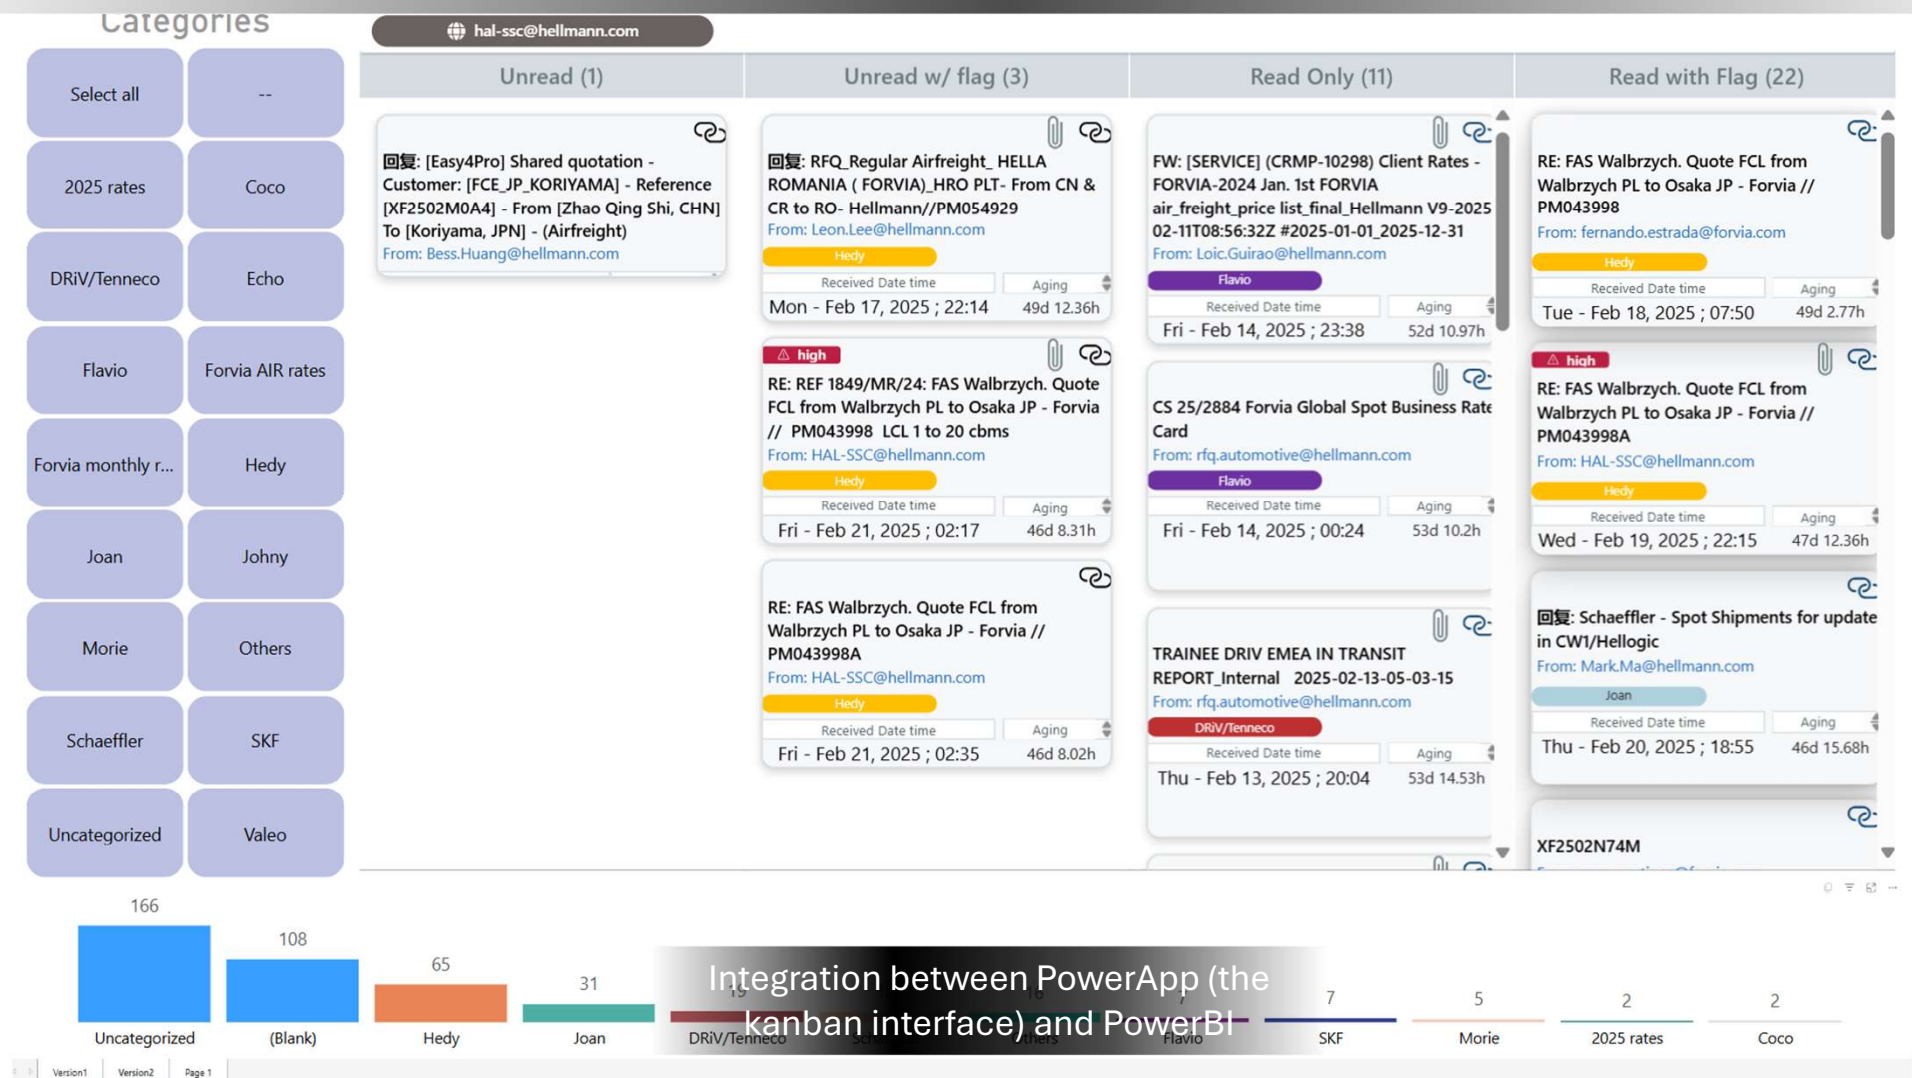 Categories
hal-ssc@hellmann.com
Select all
--
2025 rates
Coco
DRiV/Tenneco
Echo
Flavio
Forvia AIR rates
Forvia monthly r...
Hedy
Joan
Johny
Morie
Others
Schaeffler
SKF
Uncategorized
Valeo
Unread (1)
回复: [Easy4Pro] Shared quotation -
Customer: [FCE_JP_KORIYAMA] - Reference
[XF2502M0A4] - From [Zhao Qing Shi, CHN]
To [Koriyama, JPN] - (Airfreight)
From: Bess.Huang@hellmann.com
Unread w/ flag (3)
回复: RFQ_Regular Airfreight_ HELLA
ROMANIA ( FORVIA)_HRO PLT- From CN &
CR to RO- Hellmann//PM054929
From: Leon.Lee@hellmann.com
Hedy
Received Date time
Aging
Mon - Feb 17, 2025 ; 22:14
49d 12.36h
high
RE: REF 1849/MR/24: FAS Walbrzych. Quote
FCL from Walbrzych PL to Osaka JP - Forvia
// PM043998 LCL 1 to 20 cbms
From: HAL-SSC@hellmann.com
Hedy
Received Date time
Aging
Fri - Feb 21, 2025 ; 02:17
46d 8.31h
RE: FAS Walbrzych. Quote FCL from
Walbrzych PL to Osaka JP - Forvia //
PM043998A
From: HAL-SSC@hellmann.com
Hedy
Received Date time
Aging
Fri - Feb 21, 2025 ; 02:35
46d 8.02h
Read Only (11)
FW: [SERVICE] (CRMP-10298) Client Rates -
FORVIA-2024 Jan. 1st FORVIA
air_freight_price list_final_Hellmann V9-2025
02-11T08:56:32Z #2025-01-01_2025-12-31
From: Loic.Guirao@hellmann.com
Flavio
Received Date time
Aging
Fri - Feb 14, 2025 ; 23:38
52d 10.97h
CS 25/2884 Forvia Global Spot Business Rate
Card
From: rfq.automotive@hellmann.com
Flavio
Received Date time
Aging
Fri - Feb 14, 2025 ; 00:24
53d 10.2h
TRAINEE DRIV EMEA IN TRANSIT
REPORT_Internal 2025-02-13-05-03-15
From: rfq.automotive@hellmann.com
DRiV/Tenneco
Received Date time
Aging
Thu - Feb 13, 2025 ; 20:04
53d 14.53h
Read with Flag (22)
RE: FAS Walbrzych. Quote FCL from
Walbrzych PL to Osaka JP - Forvia //
PM043998
From: fernando.estrada@forvia.com
Hedy
Received Date time
Aging
Tue - Feb 18, 2025 ; 07:50
49d 2.77h
high
RE: FAS Walbrzych. Quote FCL from
Walbrzych PL to Osaka JP - Forvia //
PM043998A
From: HAL-SSC@hellmann.com
Hedy
Received Date time
Aging
Wed - Feb 19, 2025 ; 22:15
47d 12.36h
回复: Schaeffler - Spot Shipments for update
in CW1/Hellogic
From: Mark.Ma@hellmann.com
Joan
Received Date time
Aging
Thu - Feb 20, 2025 ; 18:55
46d 15.68h
XF2502N74M
166
108
65
31
19
16
7
7
5
2
2
Uncategorized
(Blank)
Hedy
Joan
DRiV/Tenneco
Others
Flavio
SKF
Morie
2025 rates
Coco
Integration between PowerApp (the
kanban interface) and PowerBI
Version1
Version2
Page 1